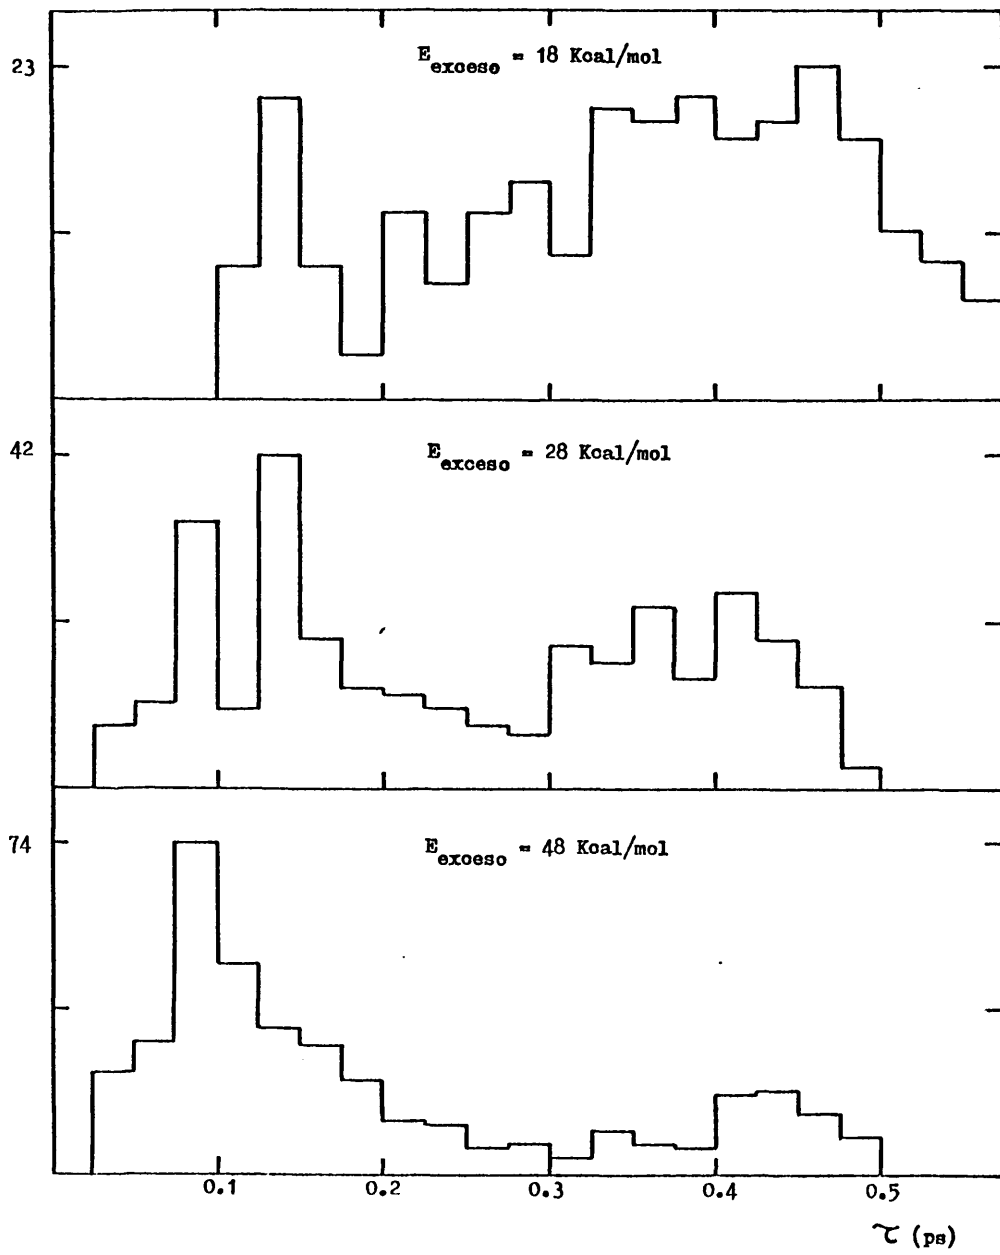 23
E exceso = 18 Kcal/mol
42
E exceso = 28 Kcal/mol
74
E exceso = 48 Kcal/mol
0.1 0.2 0.3 0.4 0.5
τ (ps)